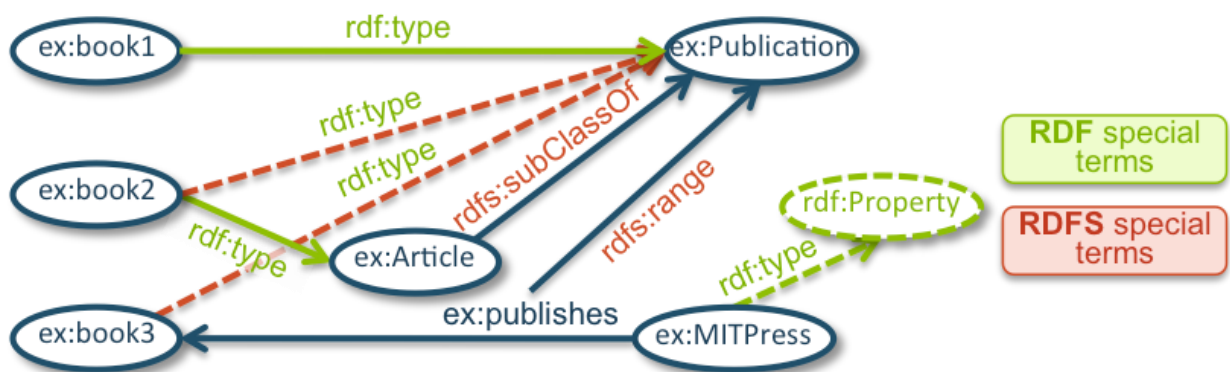 ex:book1
rdf:type
ex:Publication
rdf:type
rdf:type
rdfs:subClassOf
rdfs:range
RDF special
terms
ex:book2
rdf:type
ex:Article
rdf:Property
RDFS special
terms
rdf:type
ex:book3
ex:publishes
ex:MITPress